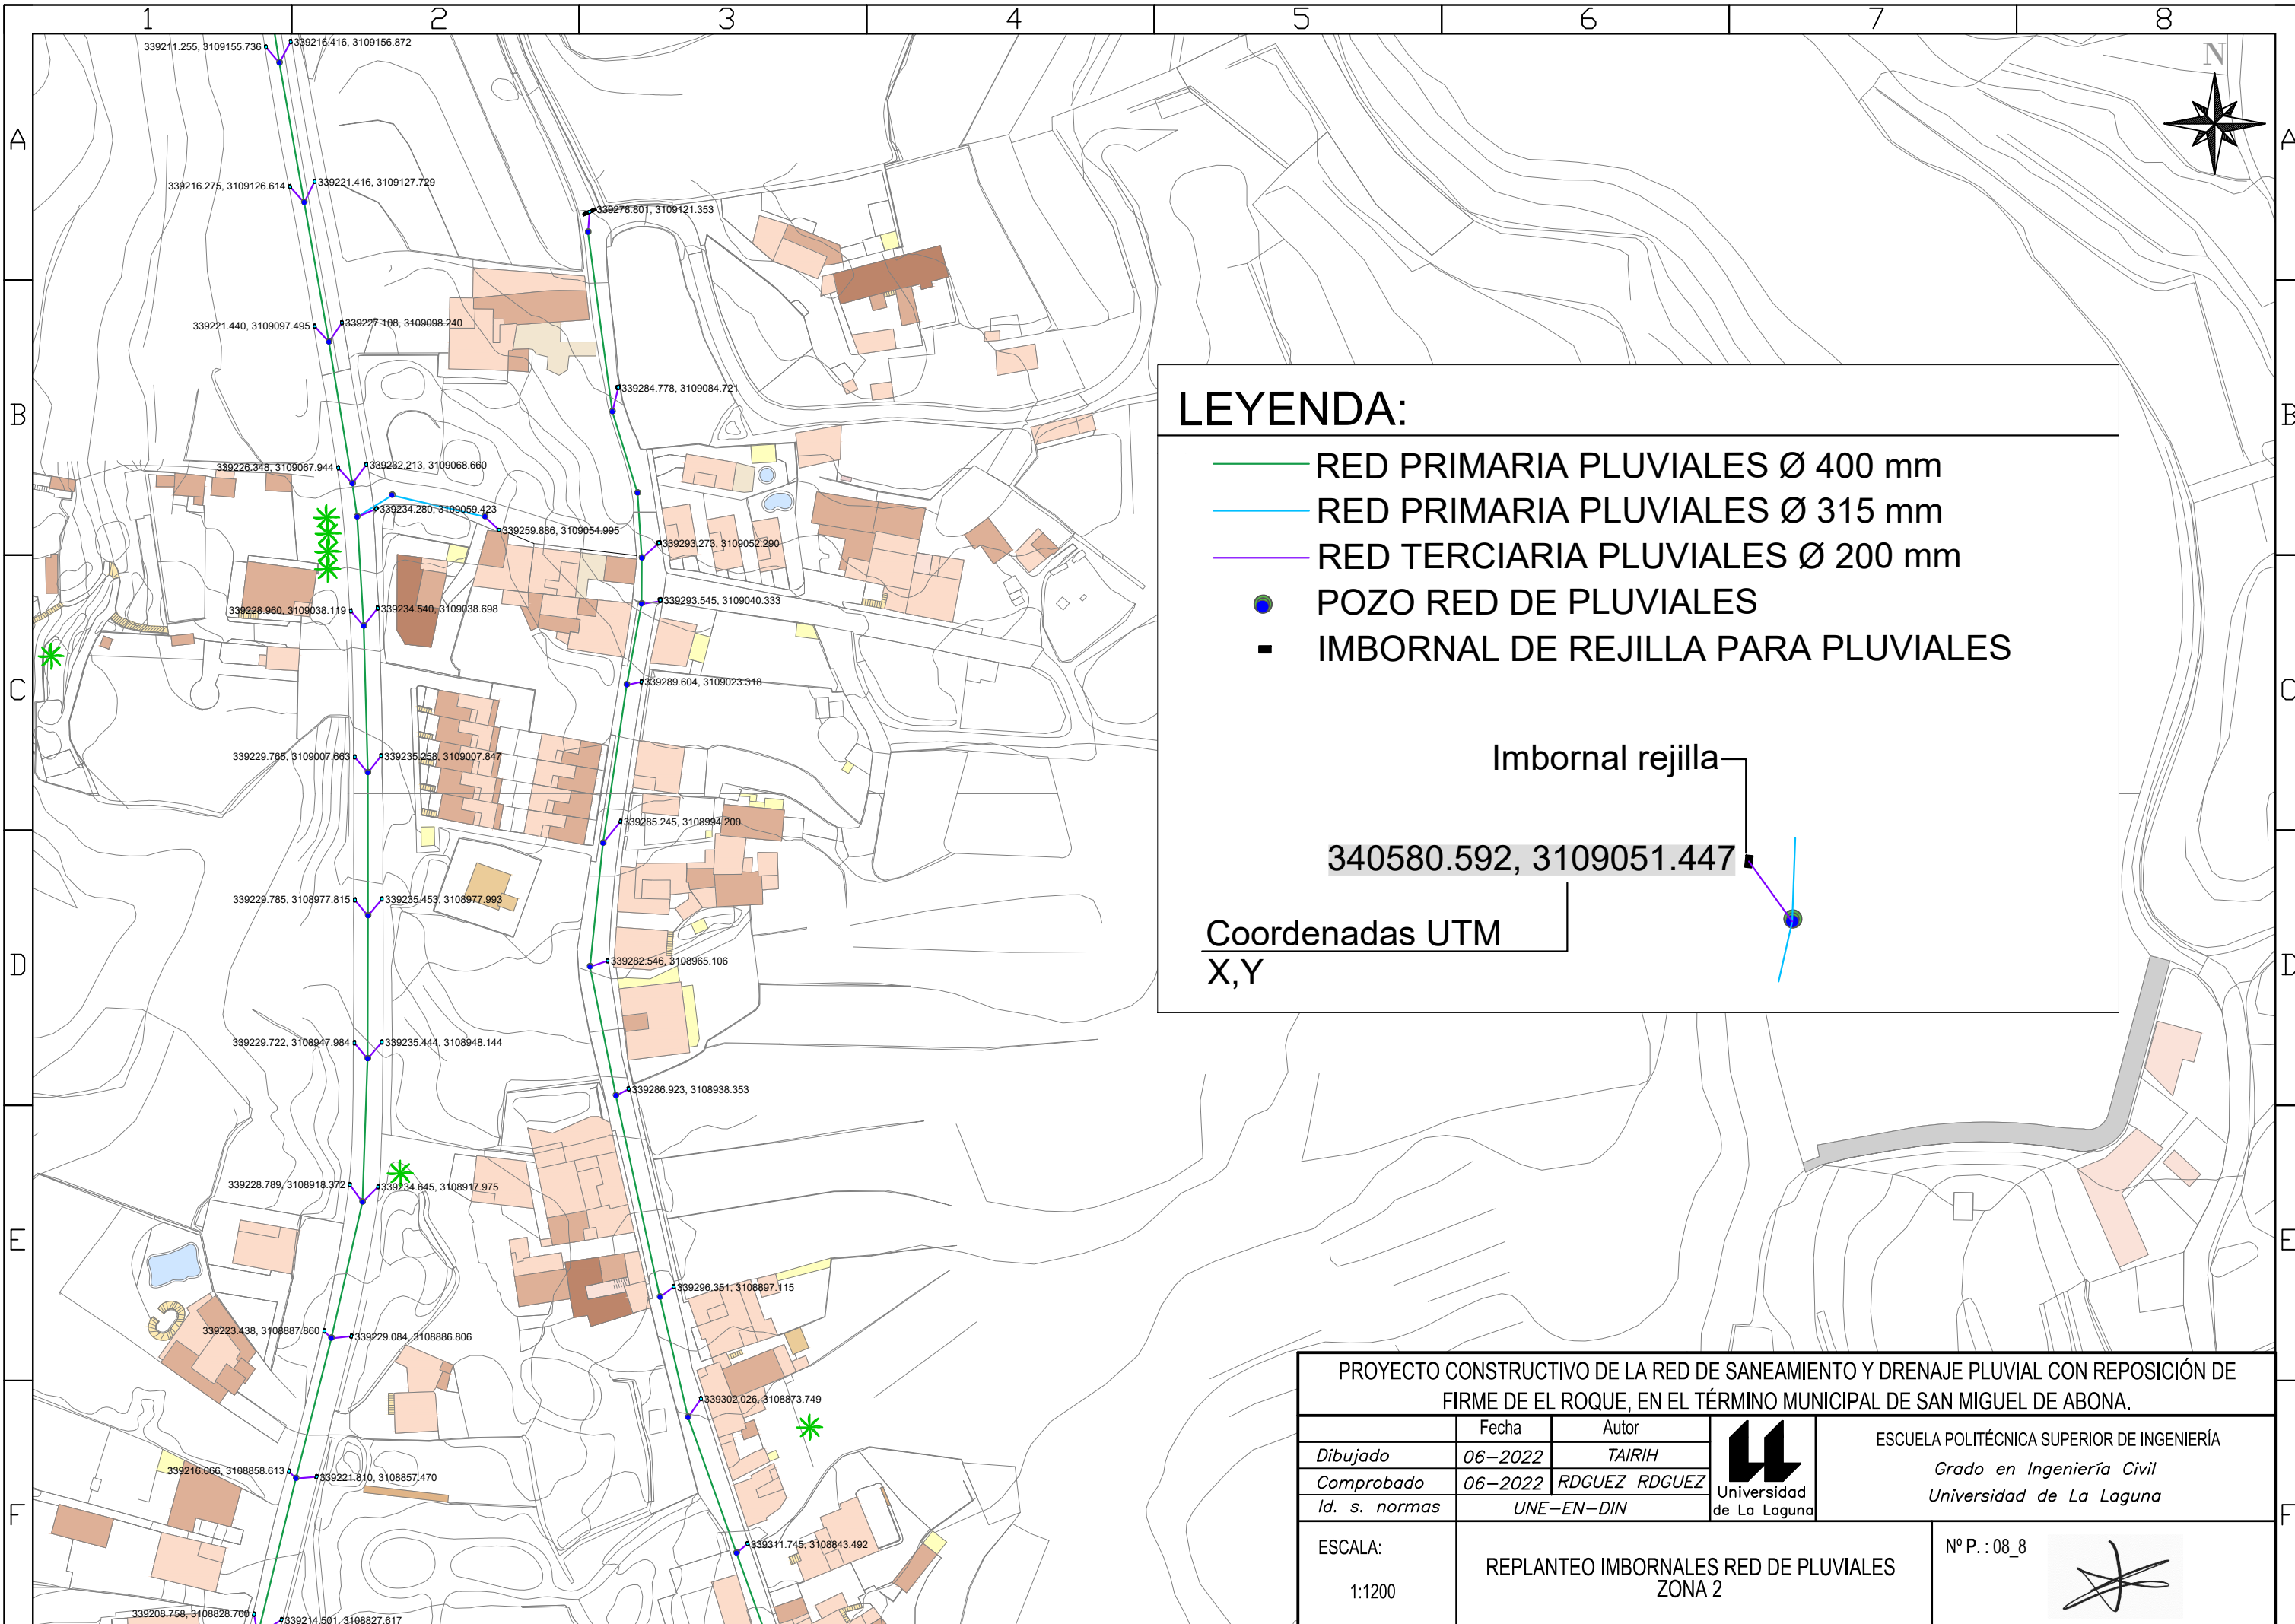 1 2 3 4 5 6 7 8
N
A A
B B
C C
D D
E E
F F
339211.255, 3109155.736
339216.416, 3109156.872
339216.275, 3109126.614
339221.416, 3109127.729
339278.801, 3109121.353
339221.440, 3109097.495
339227.108, 3109098.240
339284.778, 3109084.721
339226.348, 3109067.944
339232.213, 3109068.660
339234.280, 3109059.423
339259.886, 3109054.995
339293.273, 3109052.290
339228.960, 3109038.119
339234.540, 3109038.698
339293.545, 3109040.333
339289.604, 3109023.318
339229.765, 3109007.663
339235.258, 3109007.847
339285.245, 3108994.200
339229.785, 3108977.815
339235.453, 3108977.993
339282.546, 3108965.106
339229.722, 3108947.984
339235.444, 3108948.144
339286.923, 3108938.353
339228.789, 3108918.372
339234.645, 3108917.975
339296.351, 3108897.115
339223.438, 3108887.860
339229.084, 3108886.806
339302.026, 3108873.749
339216.066, 3108858.613
339221.810, 3108857.470
339311.745, 3108843.492
339208.758, 3108828.760
339214.501, 3108827.617
LEYENDA:
RED PRIMARIA PLUVIALES Ø 400 mm
RED PRIMARIA PLUVIALES Ø 315 mm
RED TERCIARIA PLUVIALES Ø 200 mm
POZO RED DE PLUVIALES
IMBORNAL DE REJILLA PARA PLUVIALES
Imbornal rejilla
340580.592, 3109051.447
Coordenadas UTM
X,Y
PROYECTO CONSTRUCTIVO DE LA RED DE SANEAMIENTO Y DRENAJE PLUVIAL CON REPOSICIÓN DE
FIRME DE EL ROQUE, EN EL TÉRMINO MUNICIPAL DE SAN MIGUEL DE ABONA.
Fecha Autor
Dibujado 06-2022 TAIRIH
Comprobado 06-2022 RDGUEZ RDGUEZ
Id. s. normas UNE-EN-DIN
Universidad
de La Laguna
ESCUELA POLITÉCNICA SUPERIOR DE INGENIERÍA
Grado en Ingeniería Civil
Universidad de La Laguna
ESCALA:
1:1200
REPLANTEO IMBORNALES RED DE PLUVIALES
ZONA 2
Nº P. : 08_8